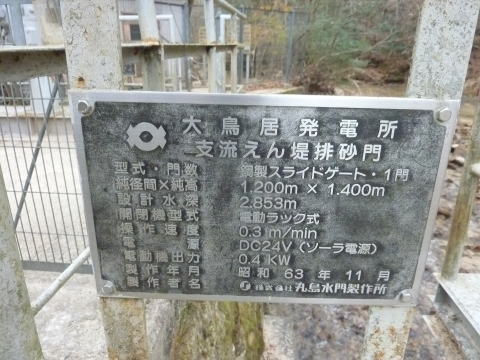 大鳥居発電所
支流えん堤排砂門
型式・門数 鋼製スライドゲート・1門
純径間×純高 1.200m × 1.400m
設計水深 2.853m
開閉機型式 電動ラック式
操作速度 0.3 m/min
電源 DC24V (ソーラ電源)
電動機出力 0.4 KW
製作年月 昭和 63 年 11 月
製作者名 株式会社 丸島水門製作所